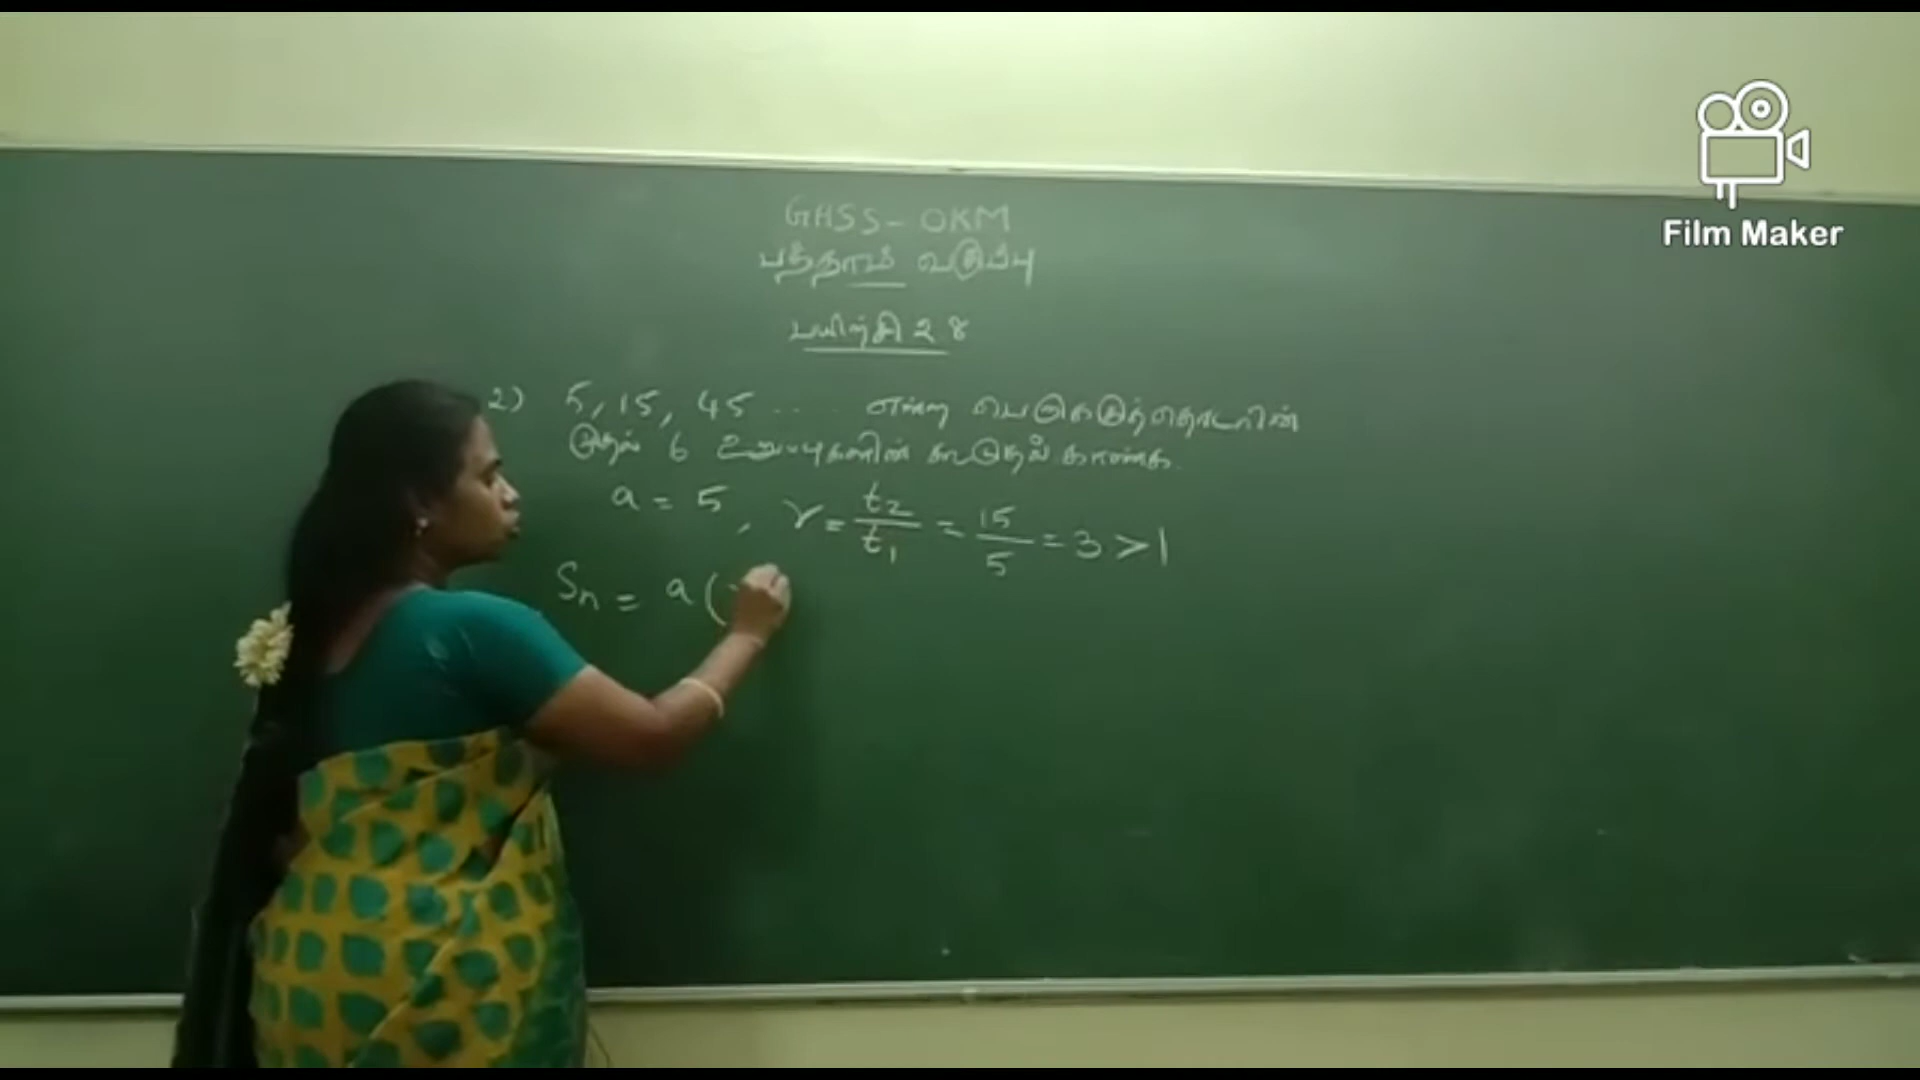 GHSS - OKM
பத்தாம் வகுப்பு
பயிற்சி 2 8
2) 5, 15, 45 ... என்ற பெருக்குத்தொடரின்
முதல் 6 உறுப்புகளின் கூடுதல் காண்க.
a = 5, r = t₂/t₁ = 15/5 = 3 > 1
Sₙ = a (
Film Maker